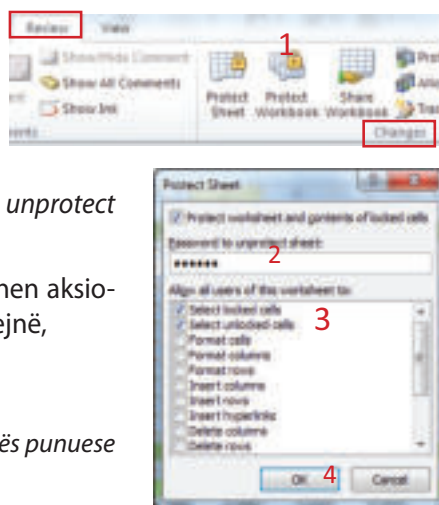 Review View
1
Show/Hide Comment
Show All Comments
Show Ink
Protect Sheet
Protect Workbook
Share Workbook
Changes
unprotect
nen aksio-
ejnë,
ës punuese
Protect Sheet
Protect worksheet and contents of locked cells
Password to unprotect sheet:
2
••••••
Allow all users of this worksheet to:
3
Select locked cells
Select unlocked cells
Format cells
Format columns
Format rows
Insert columns
Insert rows
Insert hyperlinks
Delete columns
Delete rows
OK 4 Cancel